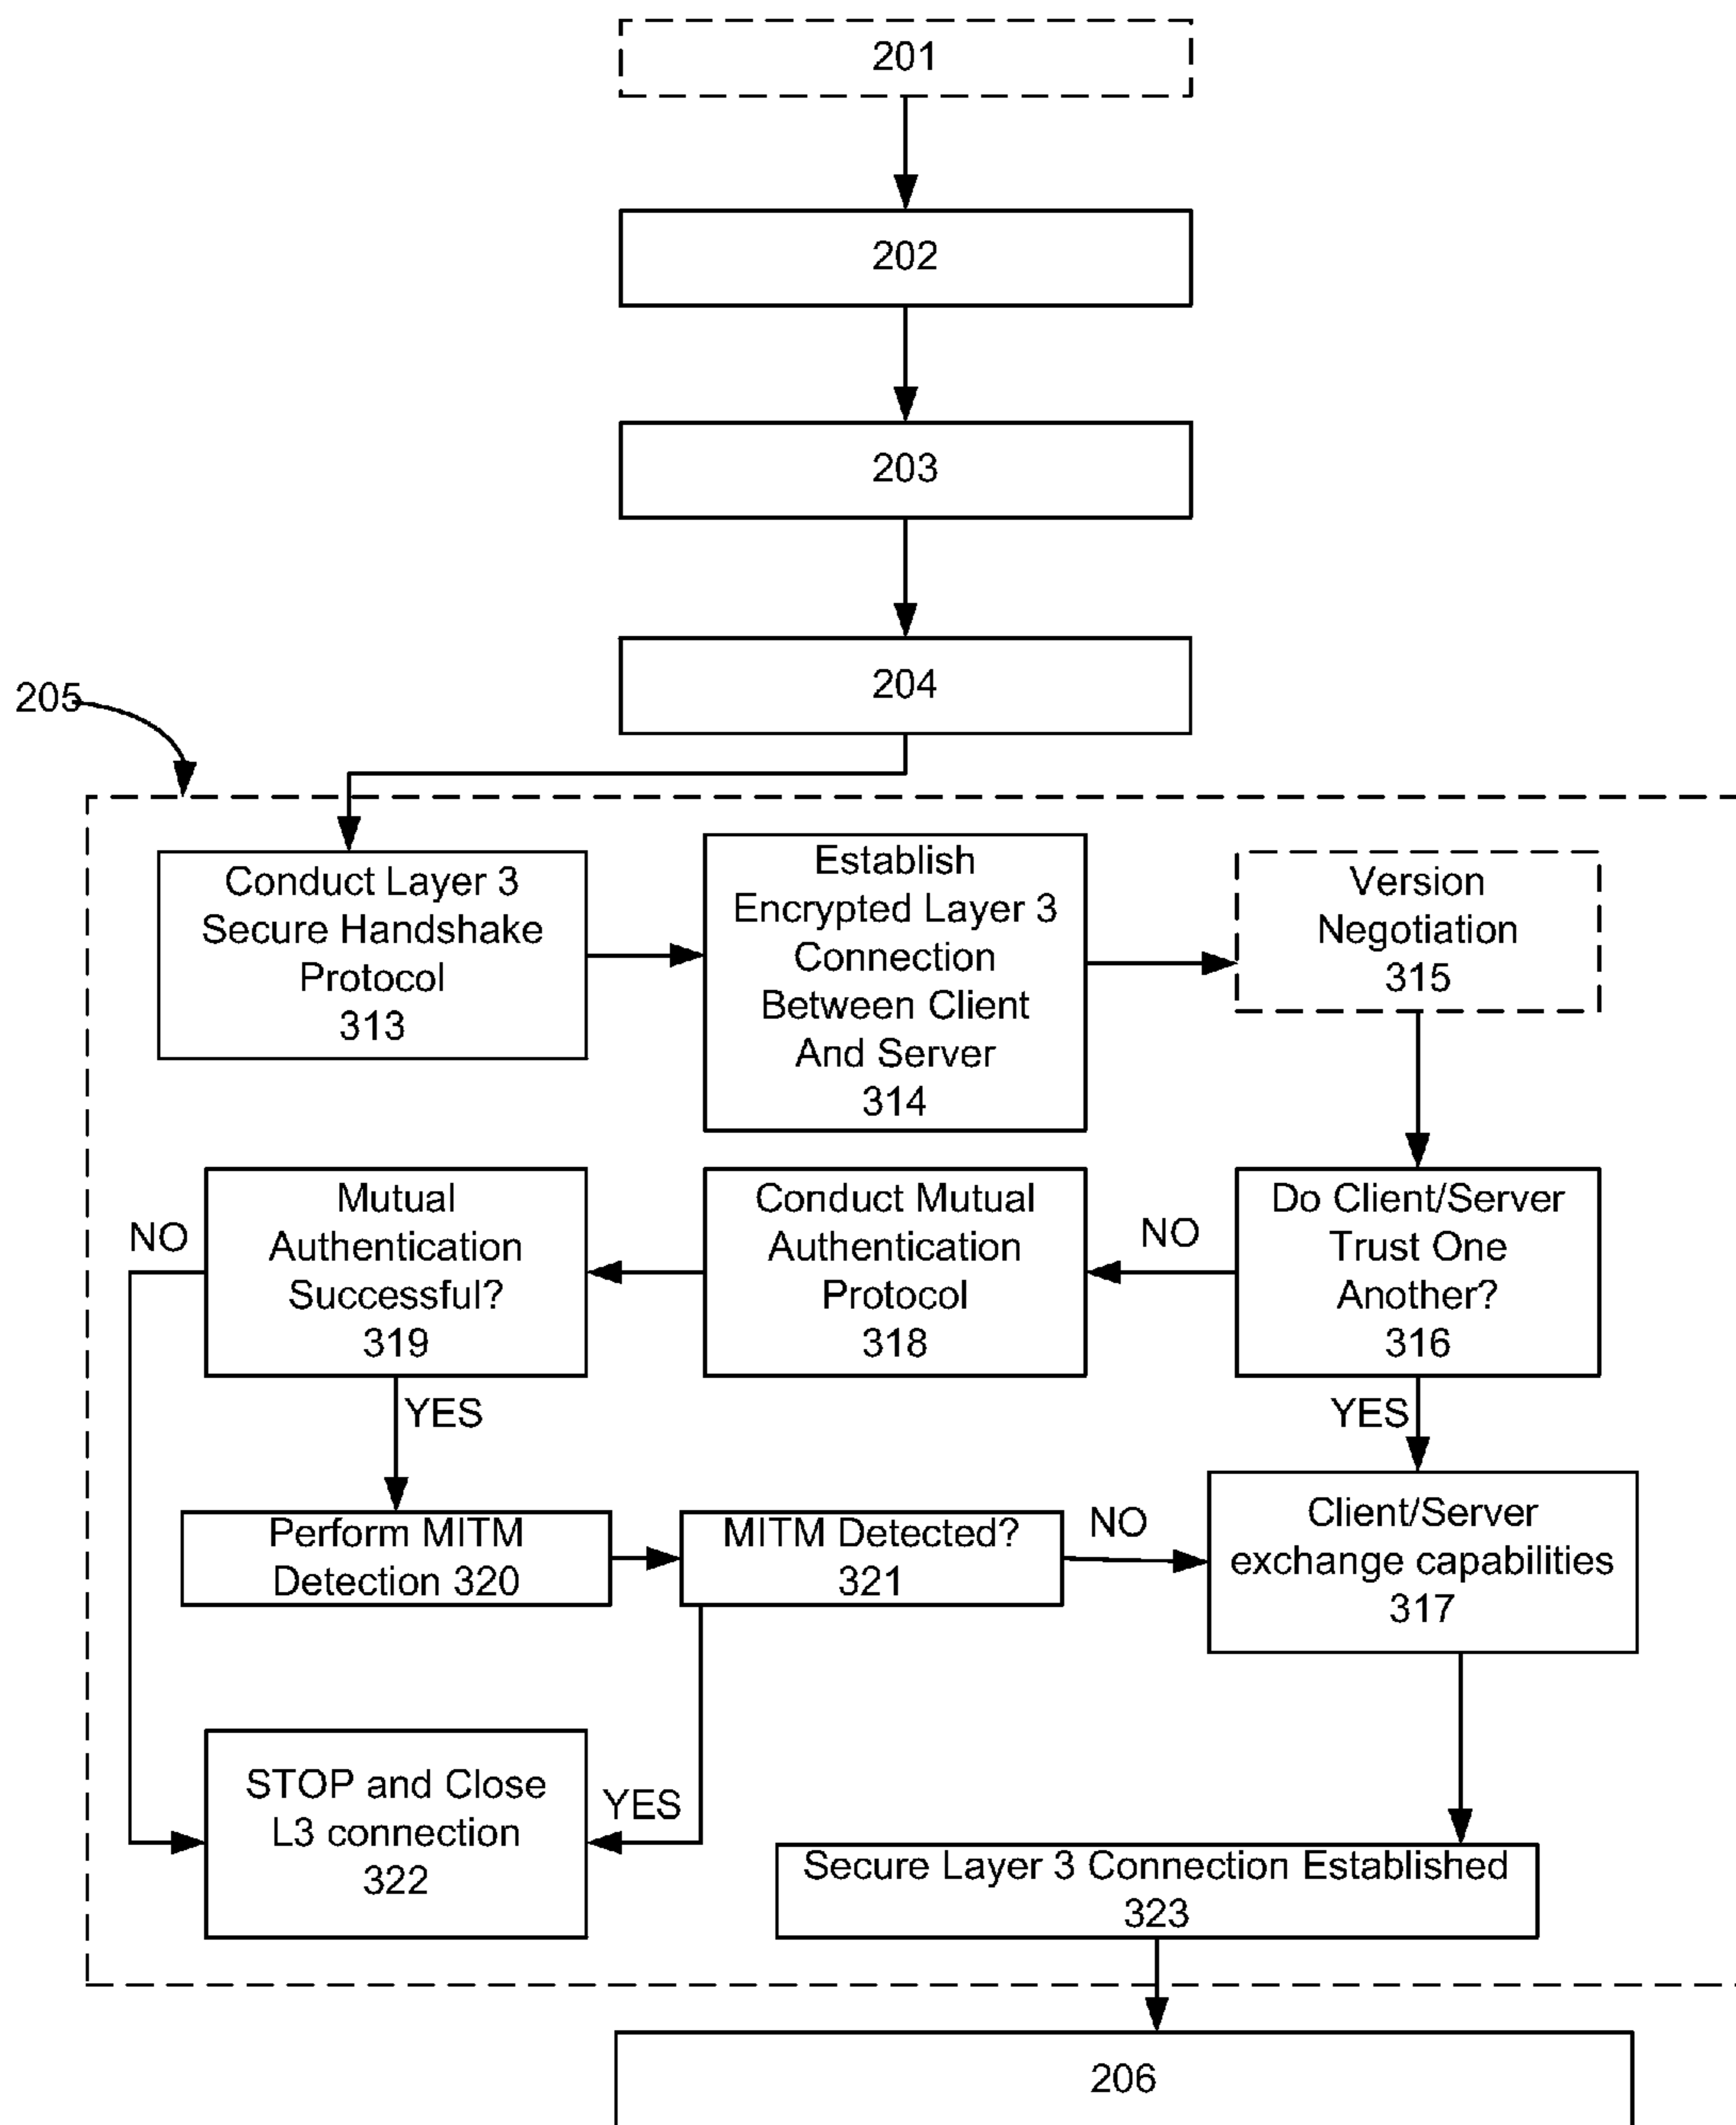 201
202
203
204
205
Conduct Layer 3
Secure Handshake
Protocol
313
Establish
Encrypted Layer 3
Connection
Between Client
And Server
314
Version
Negotiation
315
Mutual
Authentication
Successful?
319
NO
Conduct Mutual
Authentication
Protocol
318
NO
Do Client/Server
Trust One
Another?
316
YES
YES
Perform MITM
Detection 320
MITM Detected?
321
NO
Client/Server
exchange capabilities
317
STOP and Close
L3 connection
322
YES
Secure Layer 3 Connection Established
323
206